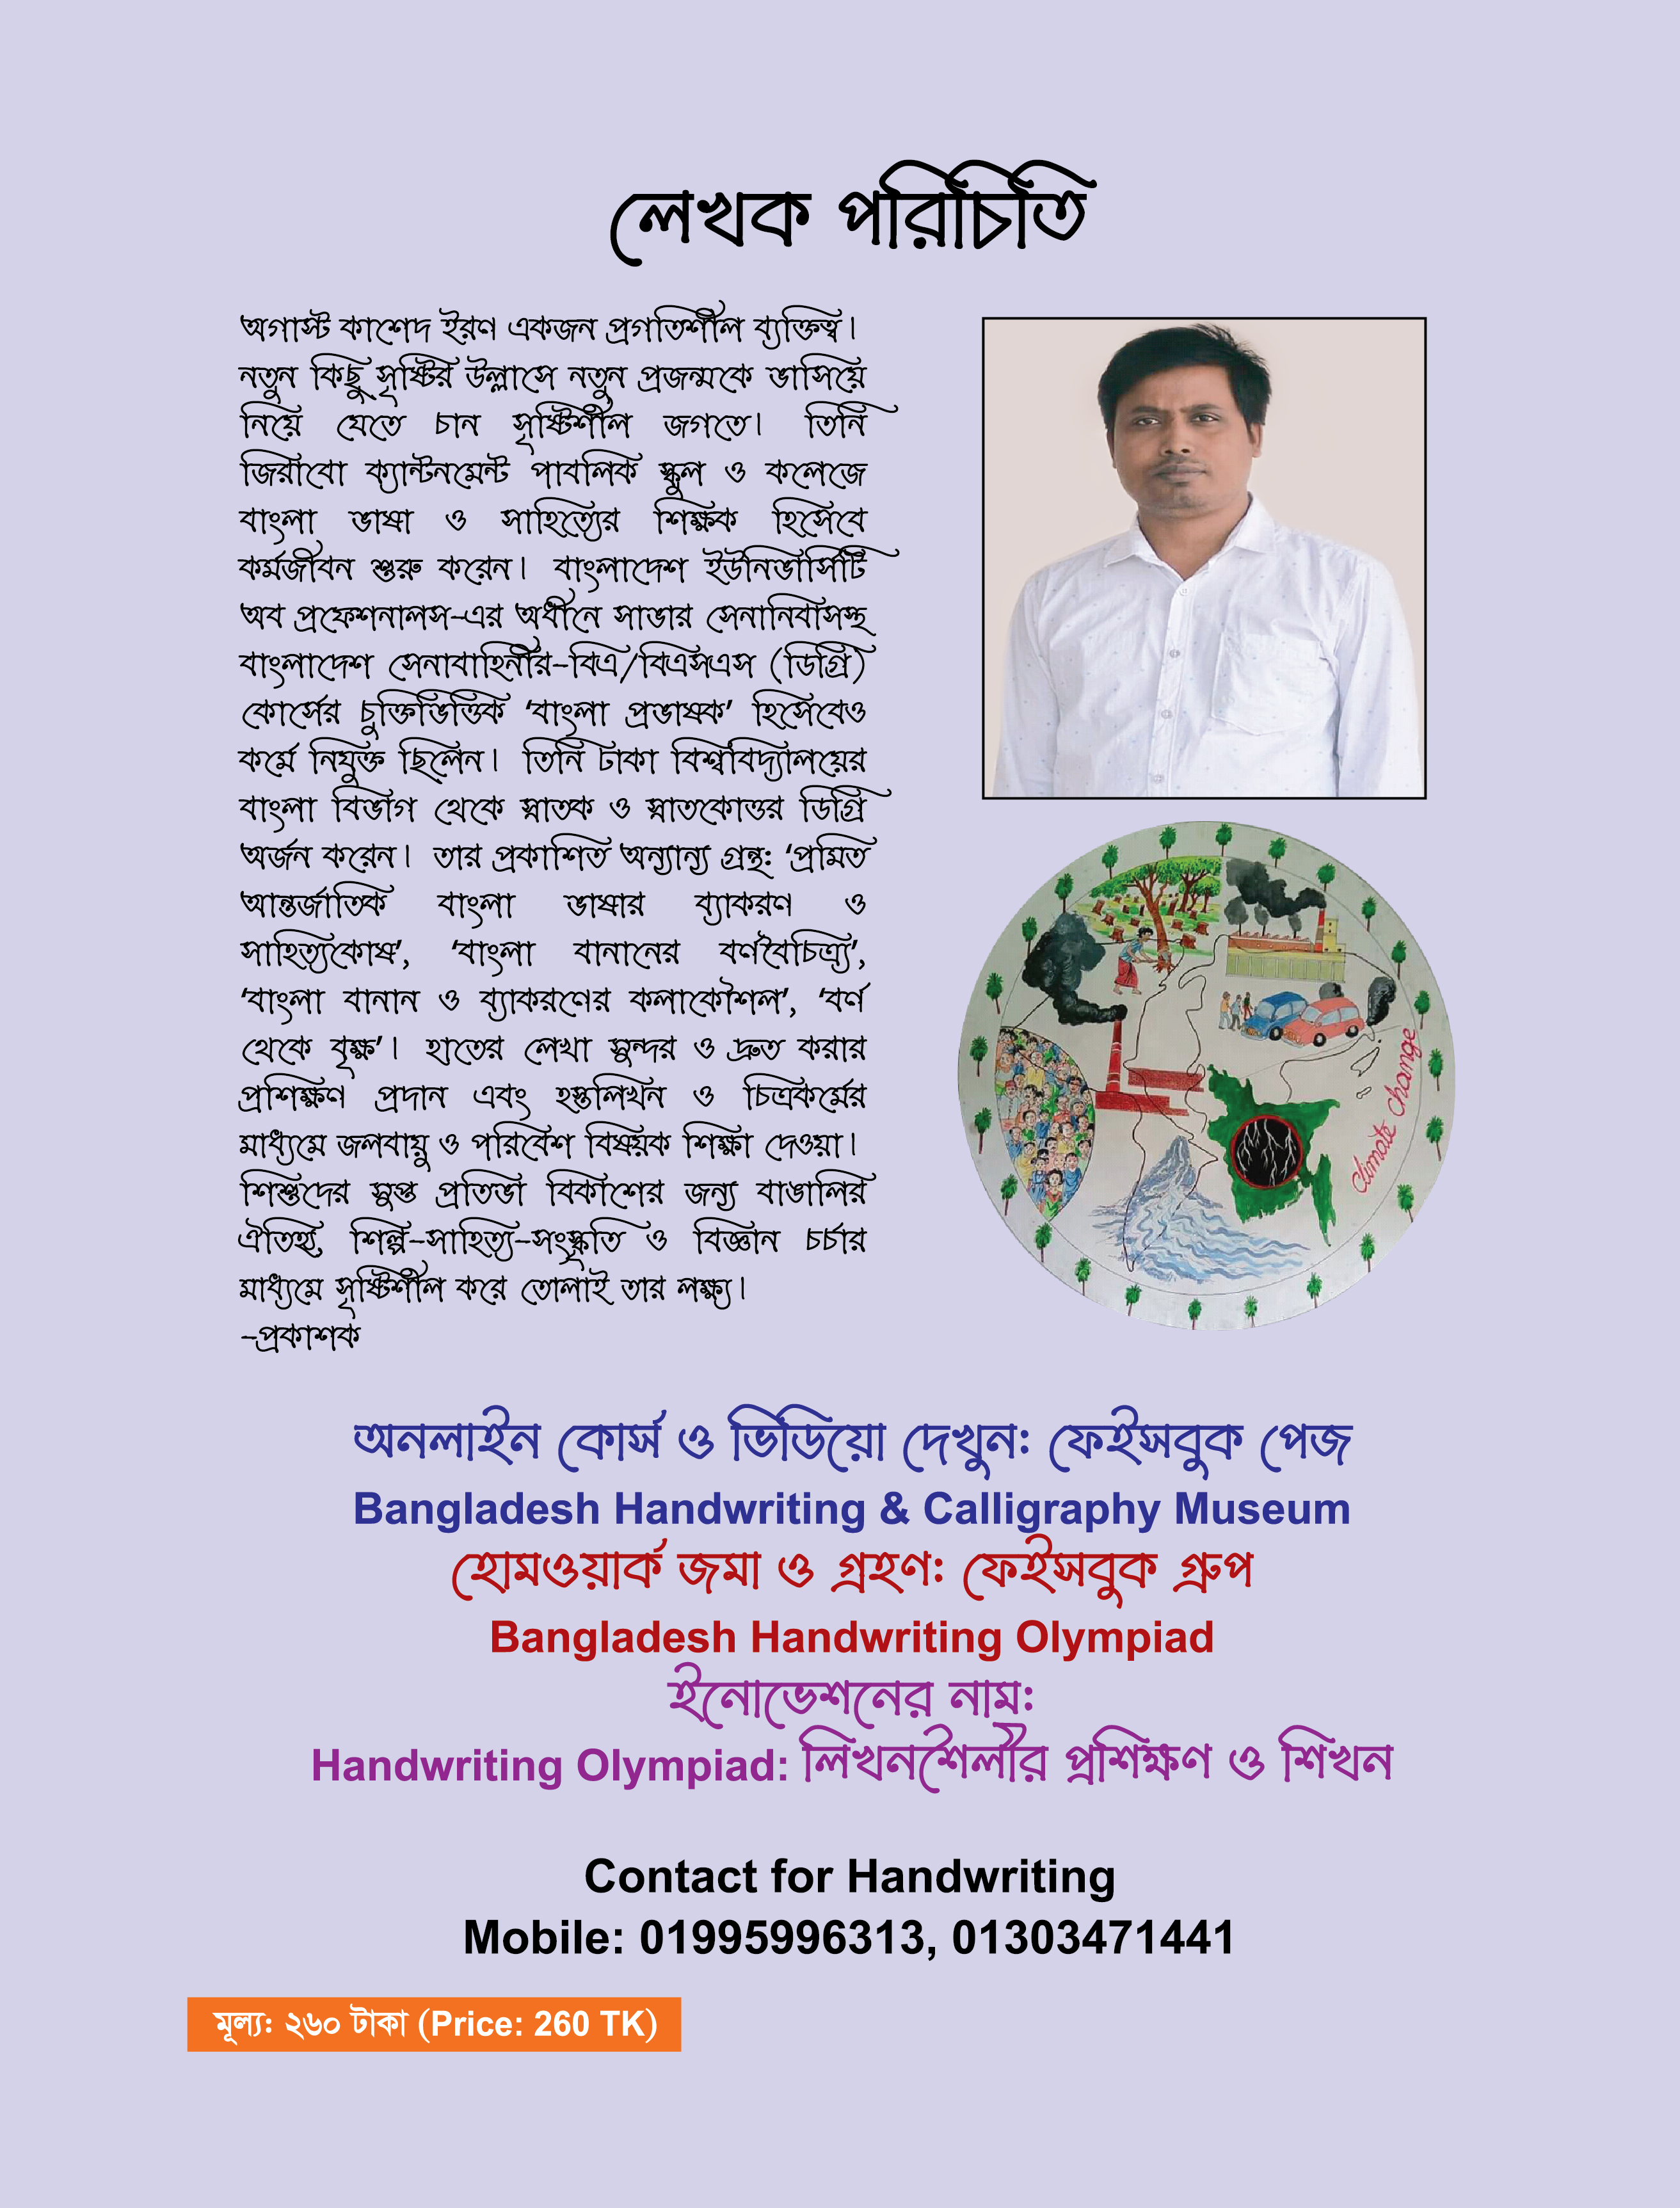 লেখক পরিচিতি
অগাস্ট কাশেদ ইরণ একজন প্রগতিশীল ব্যক্তিত্ব।
নতুন কিছু সৃষ্টির উল্লাসে নতুন প্রজন্মকে ভাসিয়ে
নিয়ে যেতে চান সৃষ্টিশীল জগতে। তিনি
জিরাবো ক্যান্টনমেন্ট পাবলিক স্কুল ও কলেজে
বাংলা ভাষা ও সাহিত্যের শিক্ষক হিসেবে
কর্মজীবন শুরু করেন। বাংলাদেশ ইউনিভার্সিটি
অব প্রফেশনালস-এর অধীনে সাভার সেনানিবাসস্থ
বাংলাদেশ সেনাবাহিনীর-বিএ/বিএসএস (ডিগ্রি)
কোর্সের চুক্তিভিত্তিক ‘বাংলা প্রভাষক’ হিসেবেও
কর্মে নিযুক্ত ছিলেন। তিনি ঢাকা বিশ্ববিদ্যালয়ের
বাংলা বিভাগ থেকে স্নাতক ও স্নাতকোত্তর ডিগ্রি
অর্জন করেন। তার প্রকাশিত অন্যান্য গ্রন্থ: ‘প্রমিত
আন্তর্জাতিক বাংলা ভাষার ব্যাকরণ ও
সাহিত্যকোষ’, ‘বাংলা বানানের বর্ণবৈচিত্র্য’,
‘বাংলা বানান ও ব্যাকরণের কলাকৌশল’, ‘বর্ণ
থেকে বৃক্ষ’। হাতের লেখা সুন্দর ও দ্রুত করার
প্রশিক্ষণ প্রদান এবং হস্তলিখন ও চিত্রকর্মের
মাধ্যমে জলবায়ু ও পরিবেশ বিষয়ক শিক্ষা দেওয়া।
শিশুদের সুপ্ত প্রতিভা বিকাশের জন্য বাঙালির
ঐতিহ্য, শিল্প-সাহিত্য-সংস্কৃতি ও বিজ্ঞান চর্চার
মাধ্যমে সৃষ্টিশীল করে তোলাই তার লক্ষ্য।
-প্রকাশক
climate change
অনলাইন কোর্স ও ভিডিয়ো দেখুন: ফেইসবুক পেজ
Bangladesh Handwriting & Calligraphy Museum
হোমওয়ার্ক জমা ও গ্রহণ: ফেইসবুক গ্রুপ
Bangladesh Handwriting Olympiad
ইনোভেশনের নাম:
Handwriting Olympiad: লিখনশৈলীর প্রশিক্ষণ ও শিখন
Contact for Handwriting
Mobile: 01995996313, 01303471441
মূল্য: ২৬০ টাকা (Price: 260 TK)